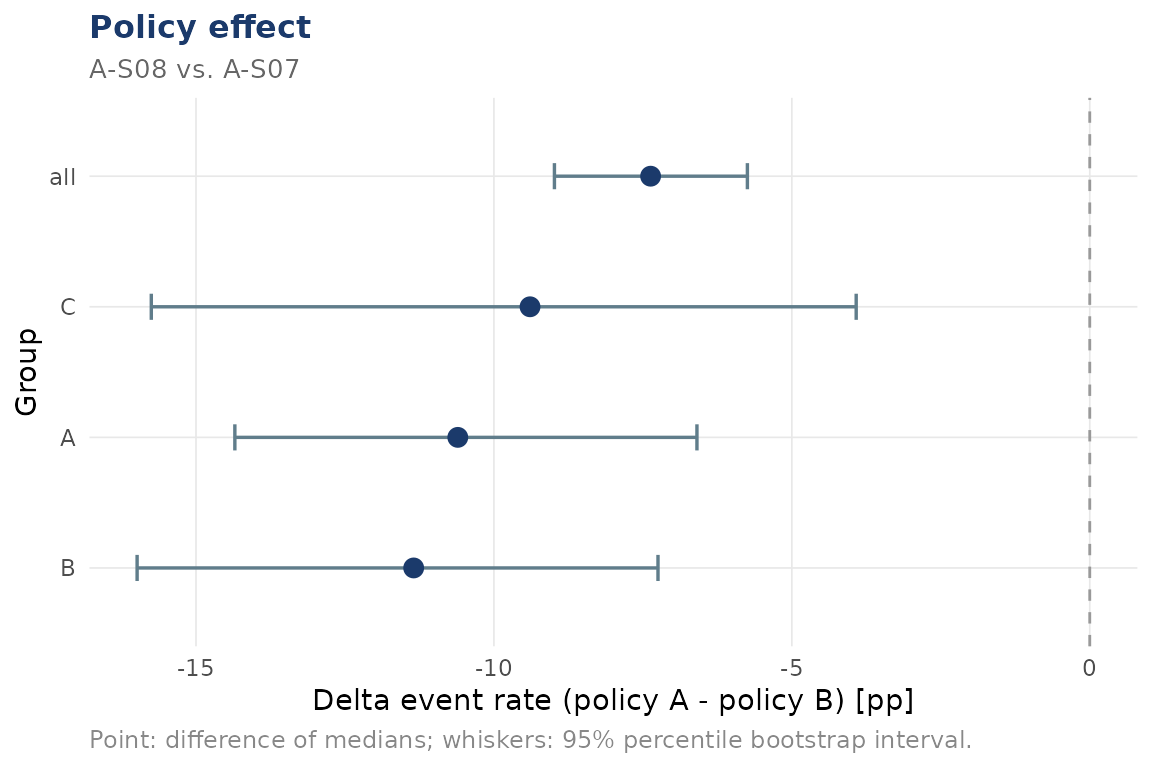 Policy effect
A-S08 vs. A-S07
all
C
A
B
Group
-15 -10 -5 0
Delta event rate (policy A - policy B) [pp]
Point: difference of medians; whiskers: 95% percentile bootstrap interval.